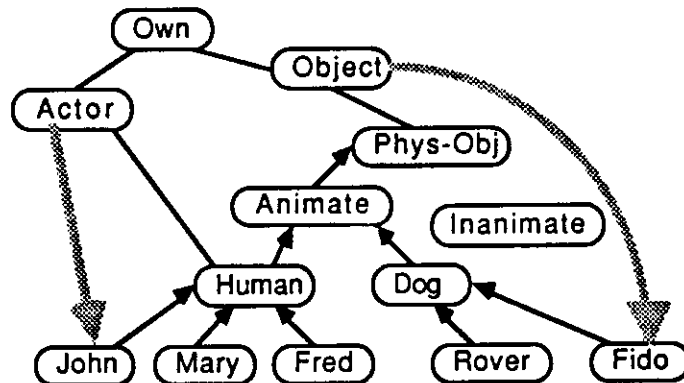 Own
Object
Actor
Phys-Obj
Animate
Inanimate
Human
Dog
John
Mary
Fred
Rover
Fido